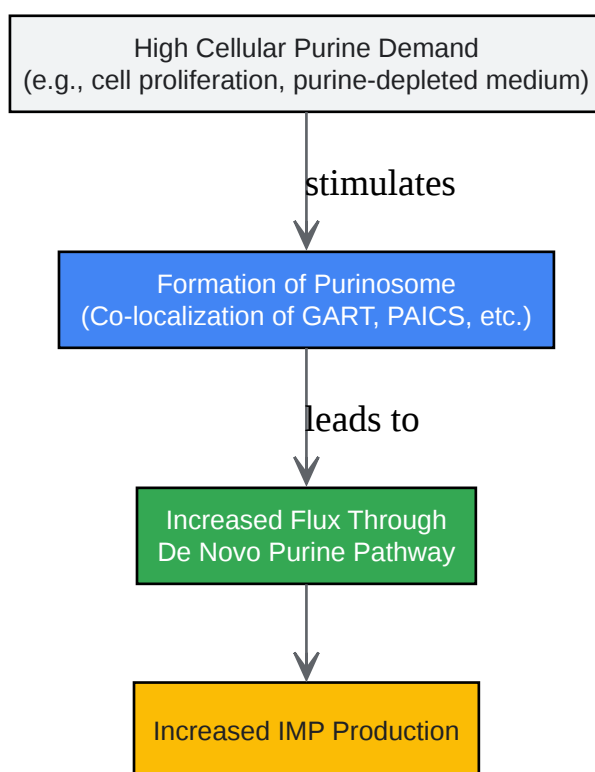 High Cellular Purine Demand
(e.g., cell proliferation, purine-depleted medium)
stimulates
Formation of Purinosome
(Co-localization of GART, PAICS, etc.)
leads to
Increased Flux Through
De Novo Purine Pathway
Increased IMP Production